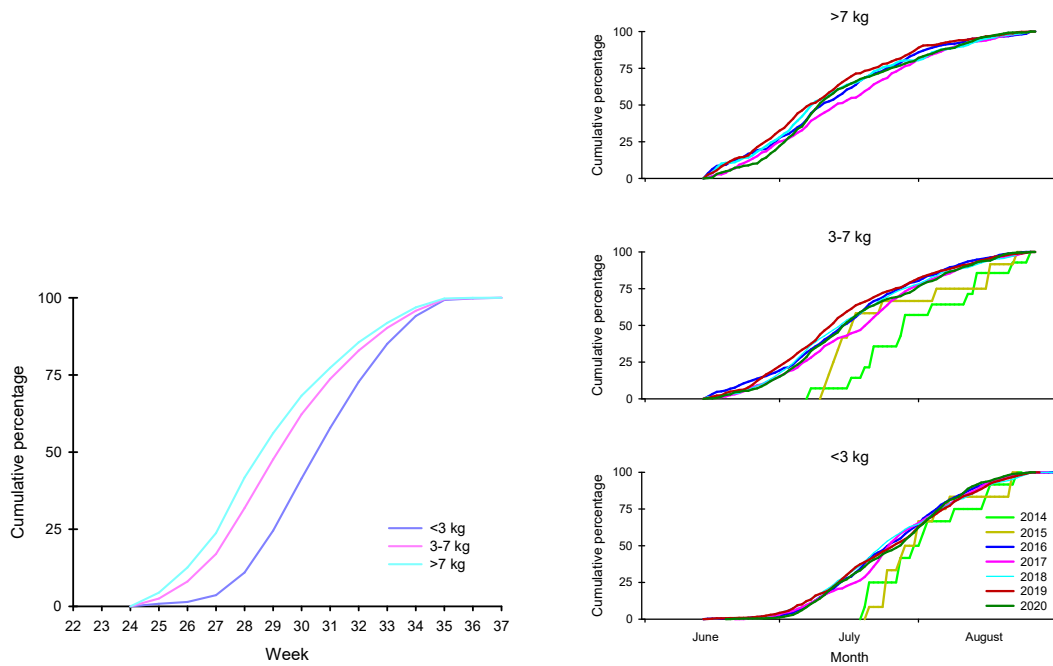 Cumulative percentage
100
75
50
25
0
22 23 24 25 26 27 28 29 30 31 32 33 34 35 36 37
Week
<3 kg
3-7 kg
>7 kg
>7 kg
Cumulative percentage
100
75
50
25
0
3-7 kg
Cumulative percentage
100
75
50
25
0
<3 kg
Cumulative percentage
100
75
50
25
0
2014
2015
2016
2017
2018
2019
2020
June July August
Month